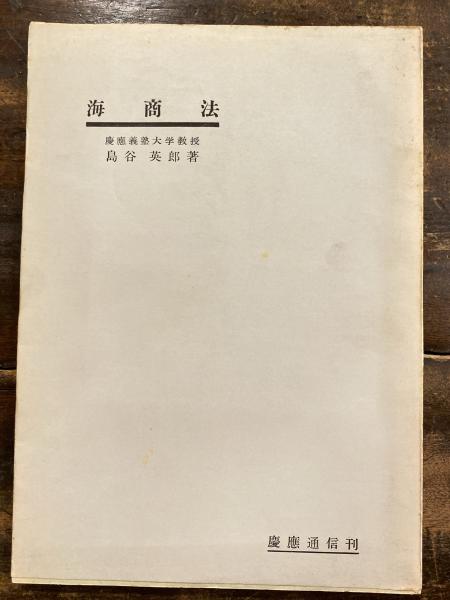 海商法
慶應義塾大学教授
島谷英郎著
慶應通信刊